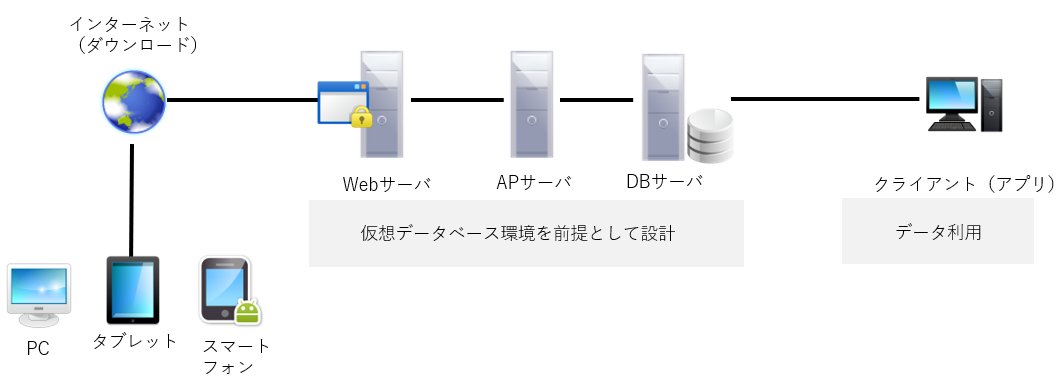 インターネット
(ダウンロード)
Webサーバ
APサーバ
DBサーバ
クライアント（アプリ）
仮想データベース環境を前提として設計
データ利用
PC
タブレット
スマート
フォン